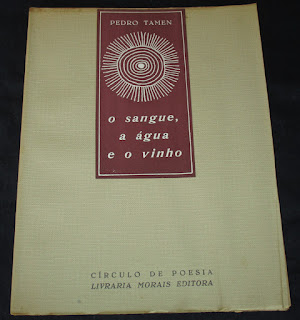 PEDRO TAMEN
o sangue,
a água
e o vinho
CÍRCULO DE POESIA
LIVRARIA MORAIS EDITORA